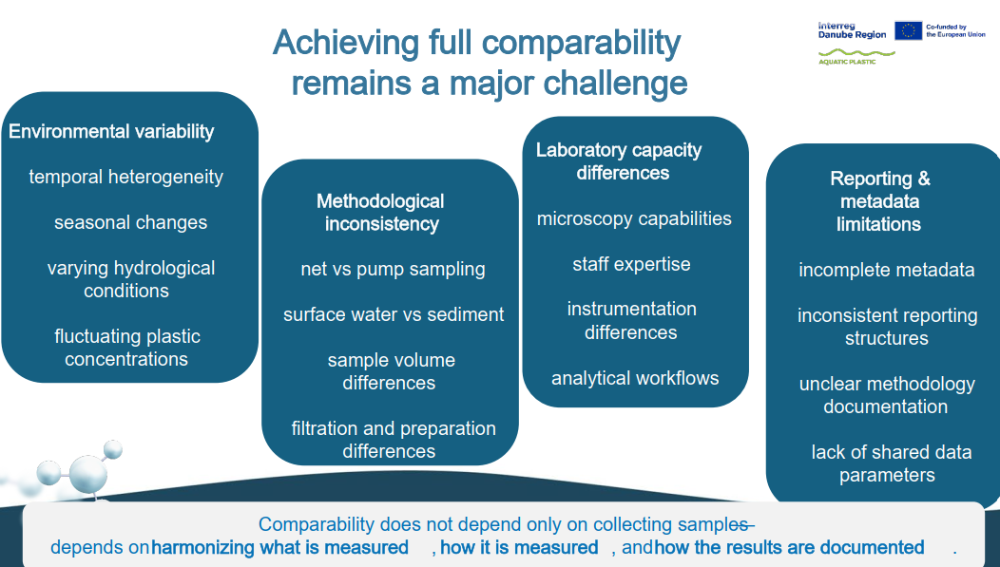 Achieving full comparability
remains a major challenge
Interreg
Danube Region
Co-funded by
the European Union
AQUATIC PLASTIC
Environmental variability
temporal heterogeneity
seasonal changes
varying hydrological
conditions
fluctuating plastic
concentrations
Methodological
inconsistency
net vs pump sampling
surface water vs sediment
sample volume
differences
filtration and preparation
differences
Laboratory capacity
differences
microscopy capabilities
staff expertise
instrumentation
differences
analytical workflows
Reporting &
metadata
limitations
incomplete metadata
inconsistent reporting
structures
unclear methodology
documentation
lack of shared data
parameters
Comparability does not depend only on collecting samples—
depends on harmonizing what is measured , how it is measured , and how the results are documented .